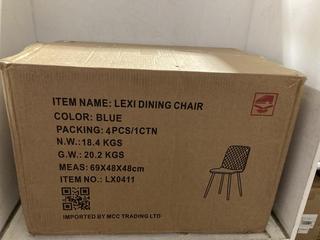 ITEM NAME: LEXI DINING CHAIR
COLOR: BLUE
PACKING: 4PCS/1CTN
N.W.: 18.4 KGS
G.W.: 20.2 KGS
MEAS: 69X48X48cm
ITEM NO.: LX0411
IMPORTED BY MCC TRADING LTD